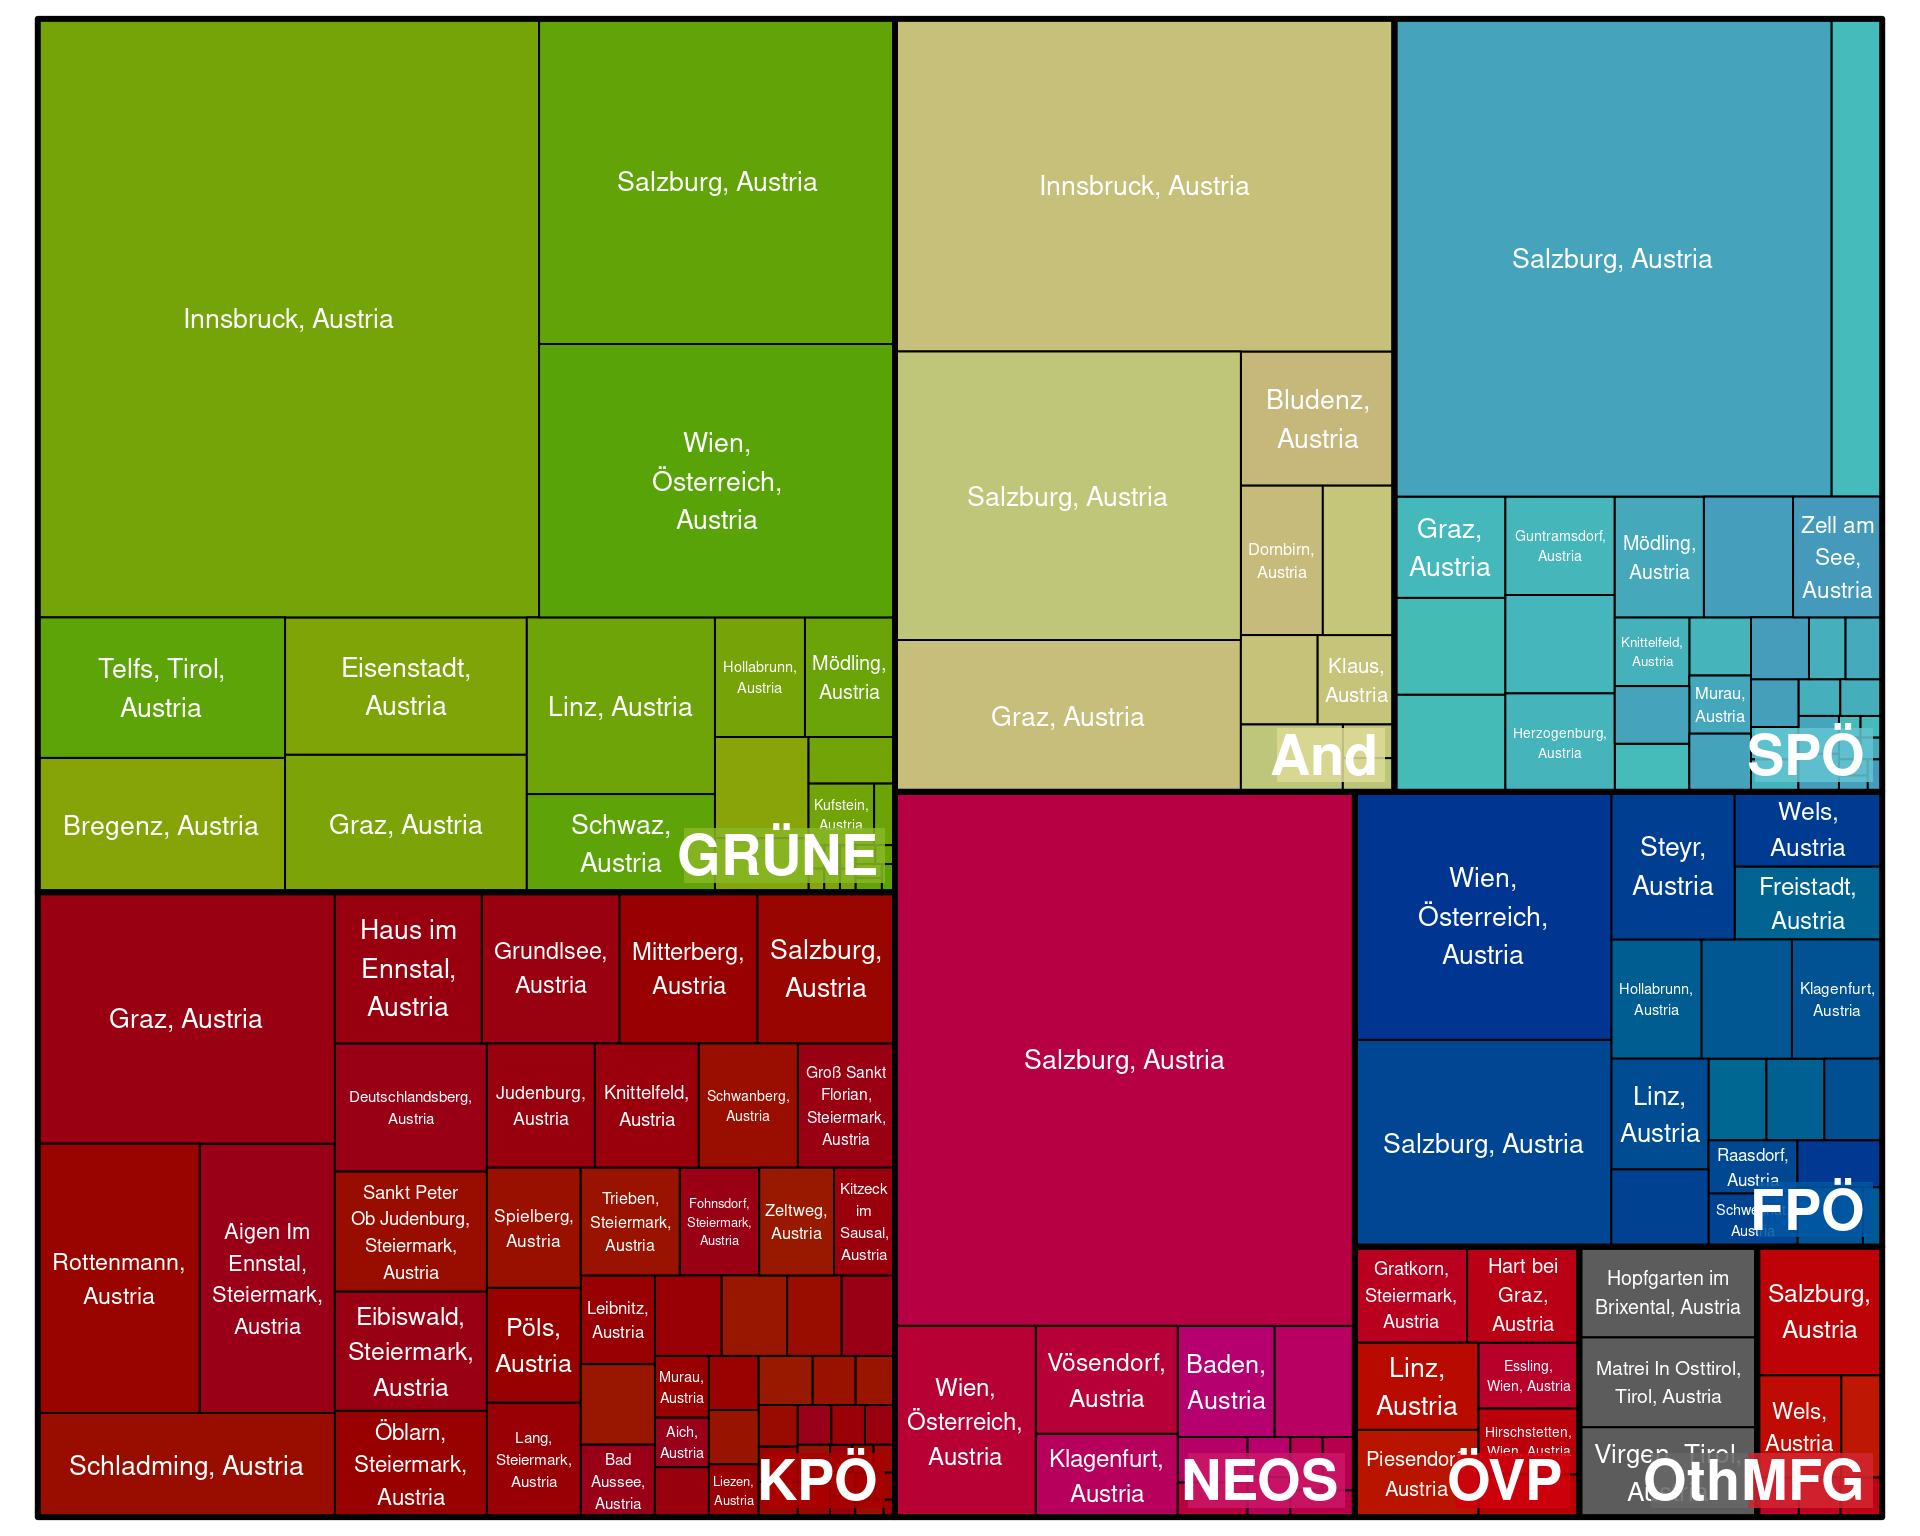 Innsbruck, Austria
Salzburg, Austria
Wien,
Österreich,
Austria
Telfs, Tirol,
Austria
Eisenstadt,
Austria
Linz, Austria
Hollabrunn,
Austria
Mödling,
Austria
Bregenz, Austria
Graz, Austria
Schwaz,
Austria
Kufstein,
Austria
GRÜNE
Innsbruck, Austria
Salzburg, Austria
Bludenz,
Austria
Dornbirn,
Austria
Klaus,
Austria
Graz, Austria
And
Salzburg, Austria
Graz,
Austria
Guntramsdorf,
Austria
Mödling,
Austria
Zell am
See,
Austria
Knittelfeld,
Austria
Murau,
Austria
Herzogenburg,
Austria
SPÖ
Graz, Austria
Haus im
Ennstal,
Austria
Grundlsee,
Austria
Mitterberg,
Austria
Salzburg,
Austria
Deutschlandsberg,
Austria
Judenburg,
Austria
Knittelfeld,
Austria
Schwanberg,
Austria
Groß Sankt
Florian,
Steiermark,
Austria
Rottenmann,
Austria
Aigen Im
Ennstal,
Steiermark,
Austria
Sankt Peter
Ob Judenburg,
Steiermark,
Austria
Spielberg,
Austria
Trieben,
Steiermark,
Austria
Fohnsdorf,
Steiermark,
Austria
Zeltweg,
Austria
Kitzeck
im
Sausal,
Austria
Eibiswald,
Steiermark,
Austria
Pöls,
Austria
Leibnitz,
Austria
Murau,
Austria
Schladming, Austria
Öblarn,
Steiermark,
Austria
Lang,
Steiermark,
Austria
Bad
Aussee,
Austria
Aich,
Austria
Liezen,
Austria
KPÖ
Salzburg, Austria
Wien,
Österreich,
Austria
Vösendorf,
Austria
Baden,
Austria
Klagenfurt,
Austria
NEOS
Wien,
Österreich,
Austria
Steyr,
Austria
Wels,
Austria
Freistadt,
Austria
Hollabrunn,
Austria
Klagenfurt,
Austria
Salzburg, Austria
Linz,
Austria
Raasdorf,
Austria
Austria
FPÖ
Gratkorn,
Steiermark,
Austria
Hart bei
Graz,
Austria
Linz,
Austria
Essling,
Wien, Austria
Hirschstetten,
Wien, Austria
Austria
ÖVP
Hopfgarten im
Brixental, Austria
Matrei In Osttirol,
Tirol, Austria
Virgen, Tirol,
Austria
Oth
Salzburg,
Austria
Wels,
Austria
MFG